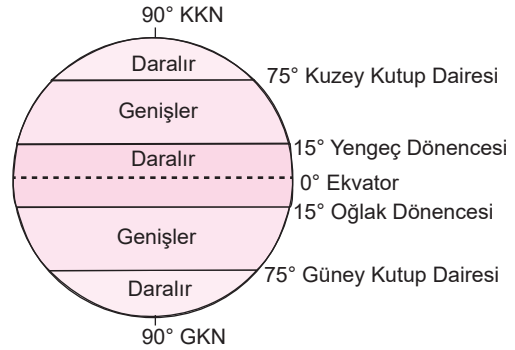 90° KKN
Daralır
75° Kuzey Kutup Dairesi
Genişler
15° Yengeç Dönencesi
Daralır
0° Ekvator
15° Oğlak Dönencesi
Genişler
75° Güney Kutup Dairesi
Daralır
90° GKN